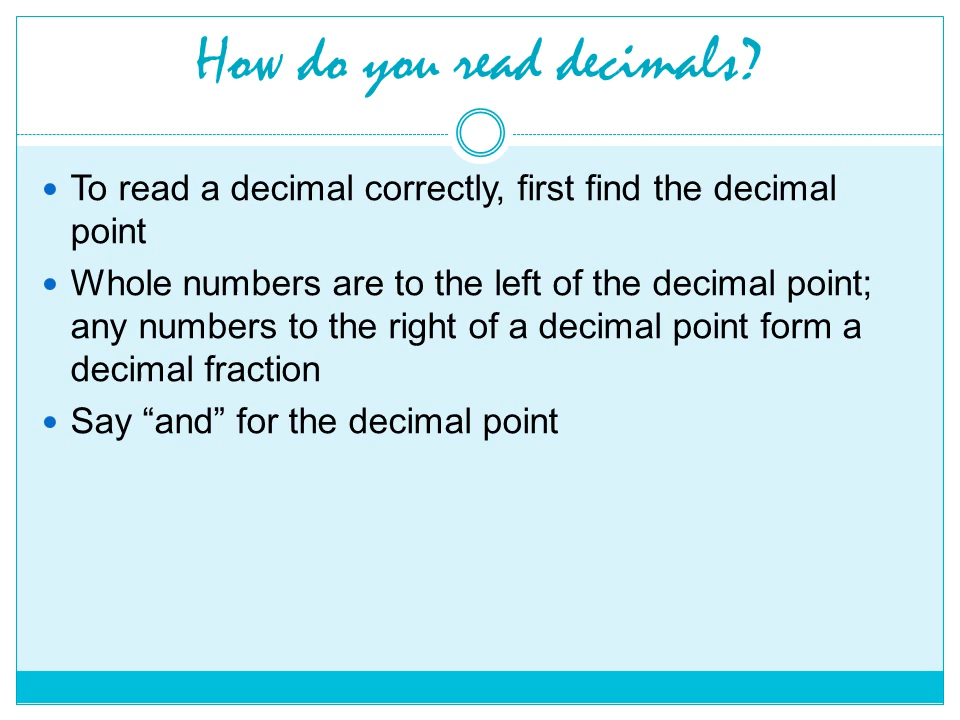 How do you read decimals?
• To read a decimal correctly, first find the decimal
point
• Whole numbers are to the left of the decimal point;
any numbers to the right of a decimal point form a
decimal fraction
• Say “and” for the decimal point